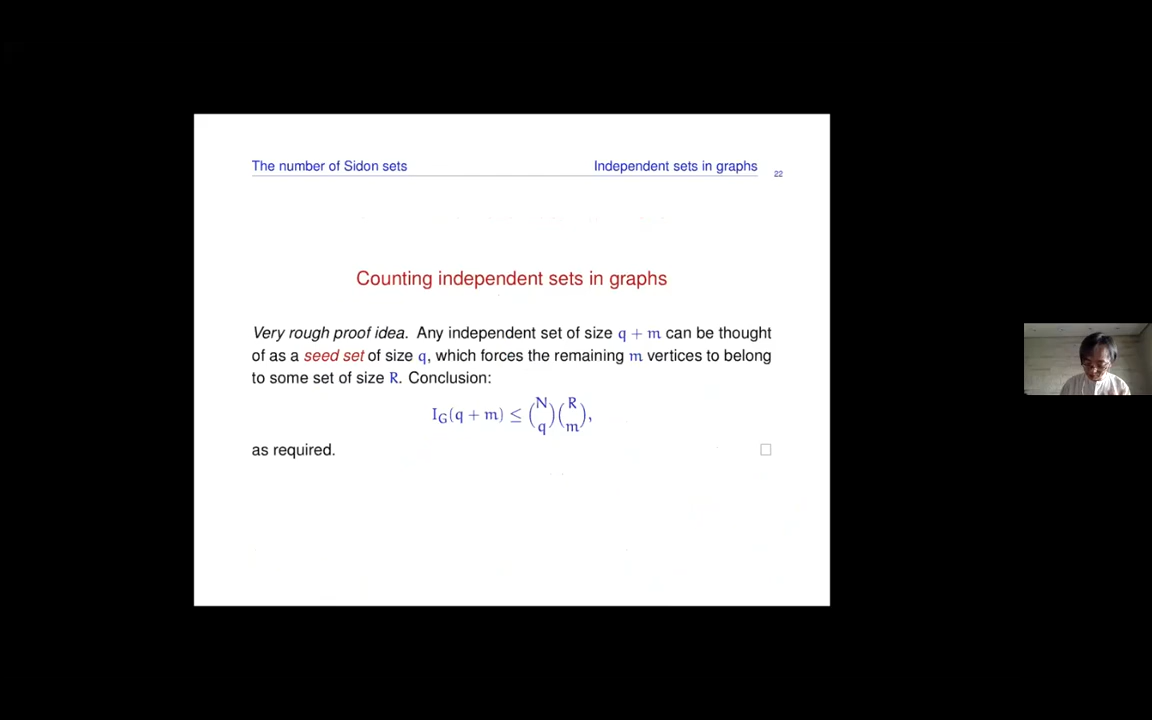 The number of Sidon sets Independent sets in graphs 22
Counting independent sets in graphs
Very rough proof idea. Any independent set of size q + m can be thought
of as a seed set of size q, which forces the remaining m vertices to belong
to some set of size R. Conclusion:
I_G(q + m) ≤ \binom{N}{q}\binom{R}{m},
as required. □